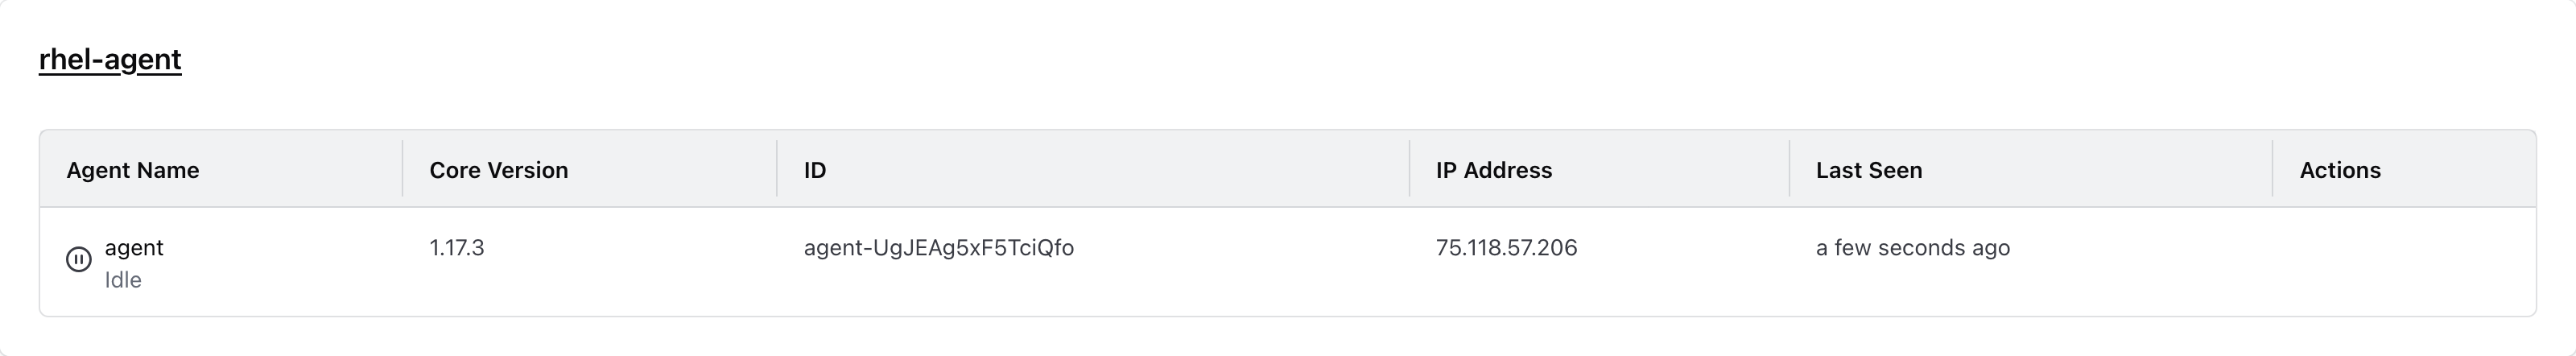 rhel-agent
Agent Name Core Version ID IP Address Last Seen Actions
agent 1.17.3 agent-UgJEAg5xF5TciQfo 75.118.57.206 a few seconds ago
Idle